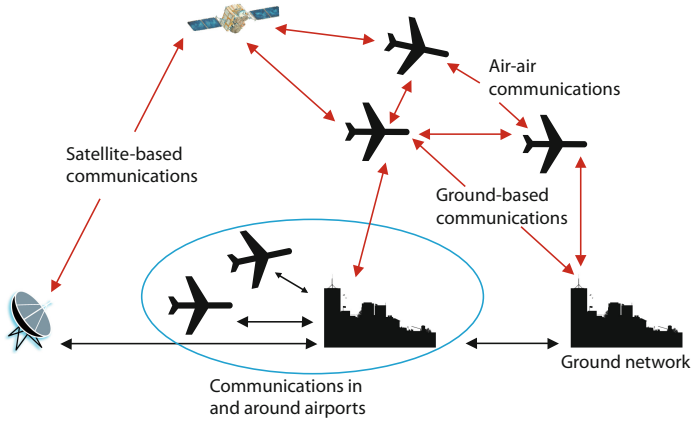 Air-air
communications
Satellite-based
communications
Ground-based
communications
Ground network
Communications in
and around airports